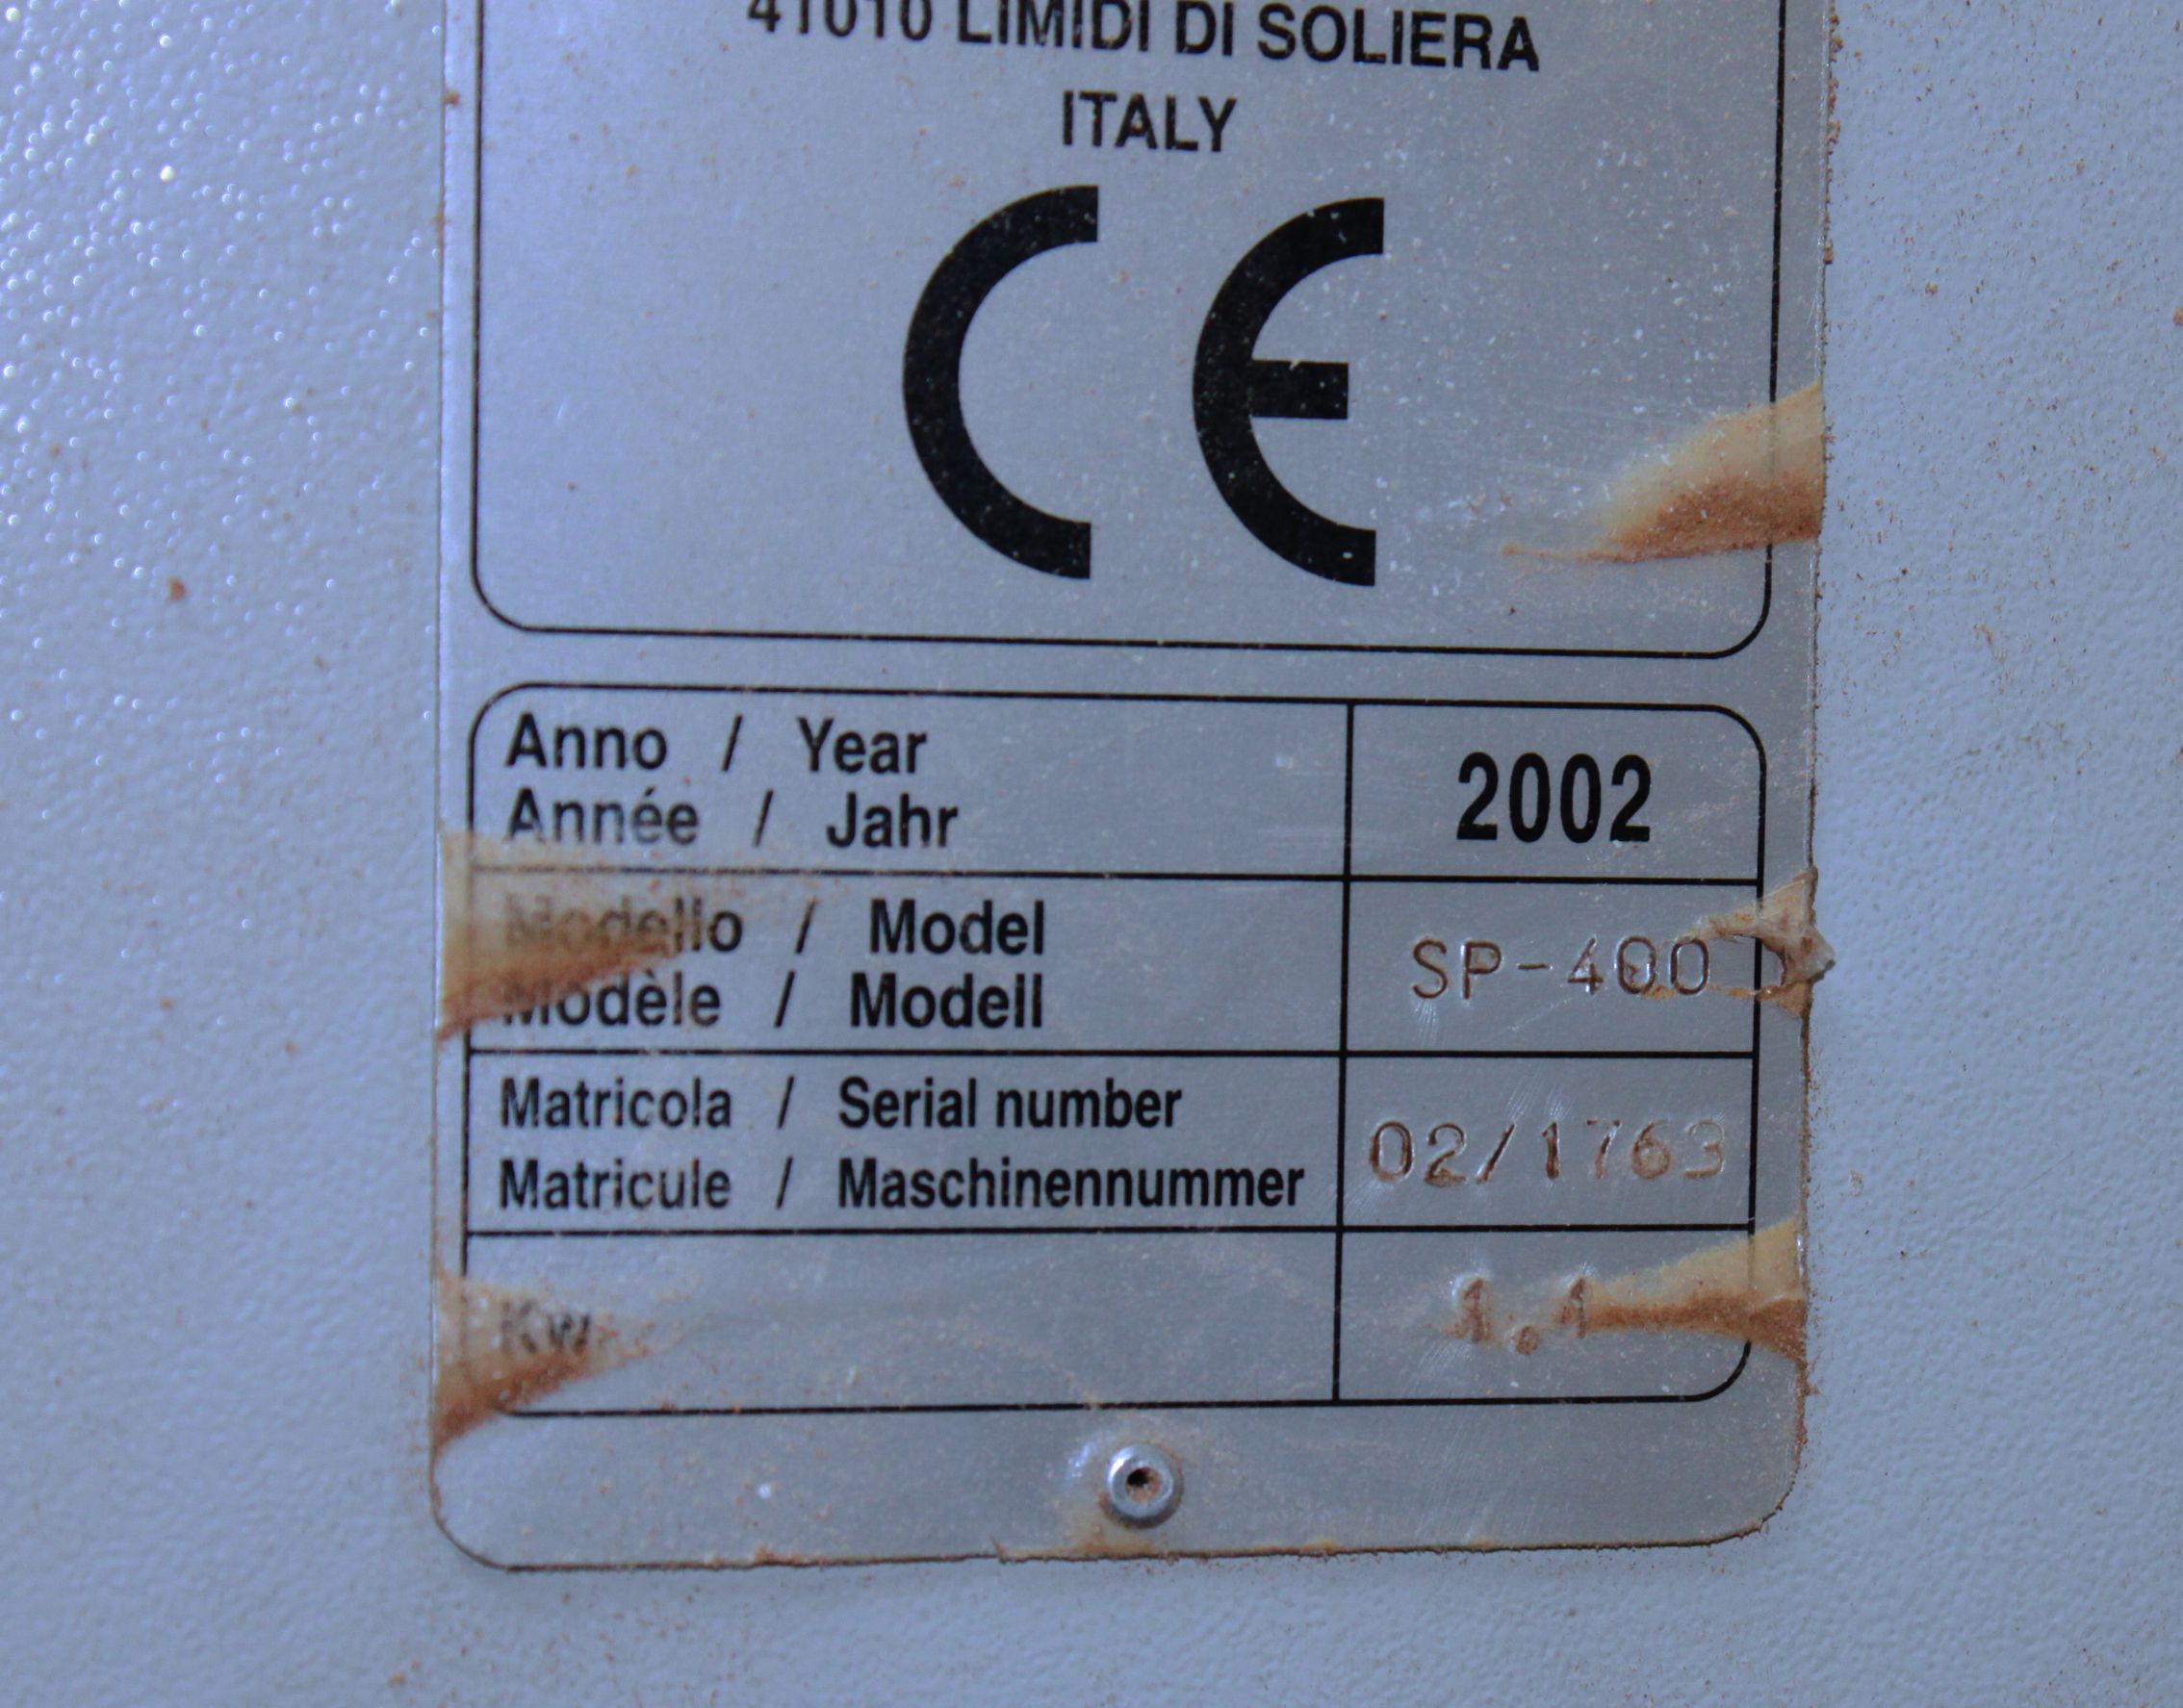 41010 LIMIDI DI SOLIERA
ITALY
CE
Anno / Year
Année / Jahr
2002
Modello / Model
Modèle / Modell
SP-400
Matricola / Serial number
Matricule / Maschinennummer
02/1763
Kw
1.1